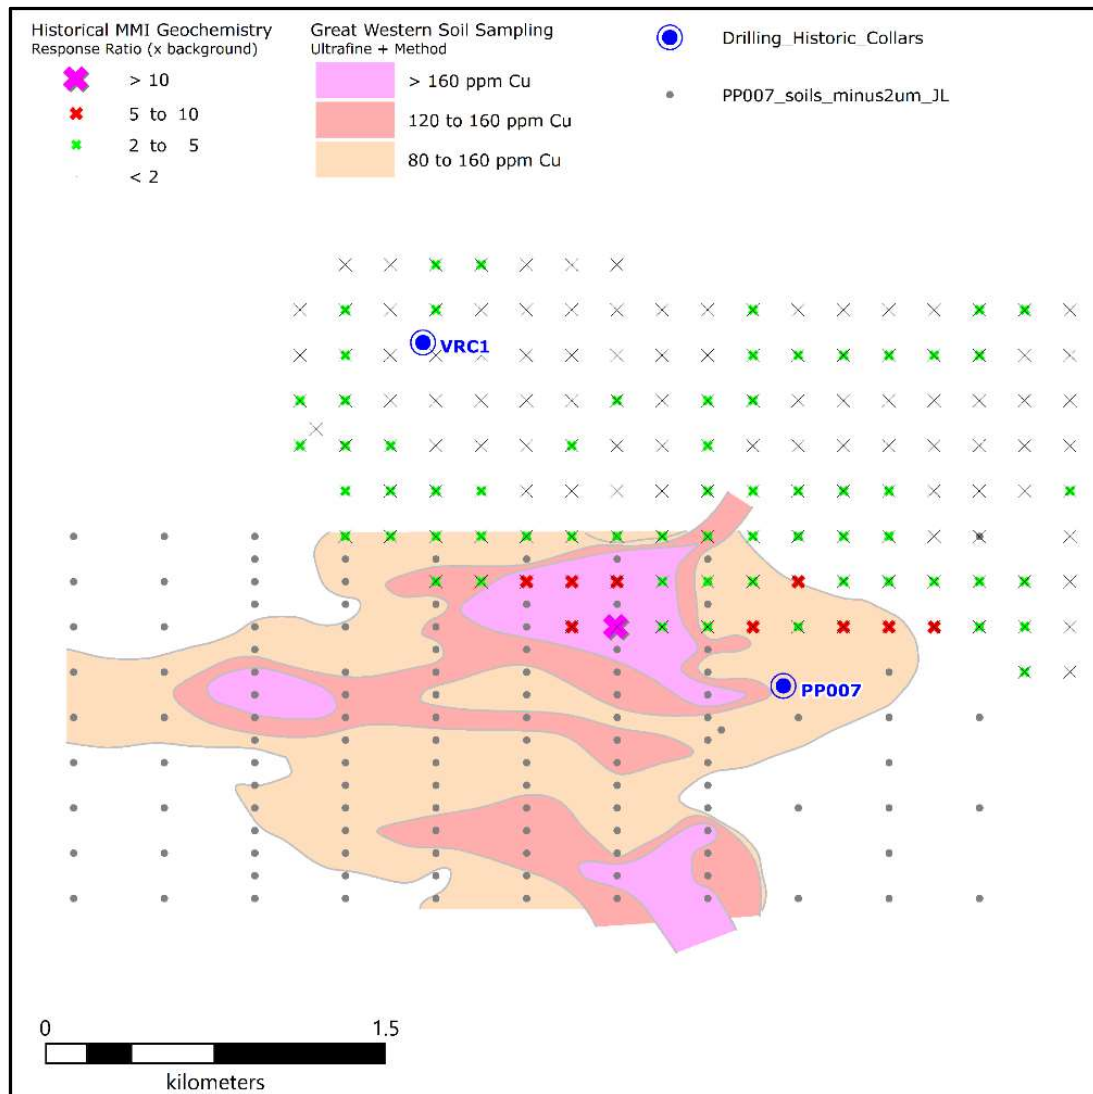 Historical MMI Geochemistry
Response Ratio (x background)
> 10
5 to 10
2 to 5
< 2
Great Western Soil Sampling
Ultrafine + Method
> 160 ppm Cu
120 to 160 ppm Cu
80 to 160 ppm Cu
Drilling_Historic_Collars
PP007_soils_minus2um_JL
VRC1
PP007
0 1.5
kilometers